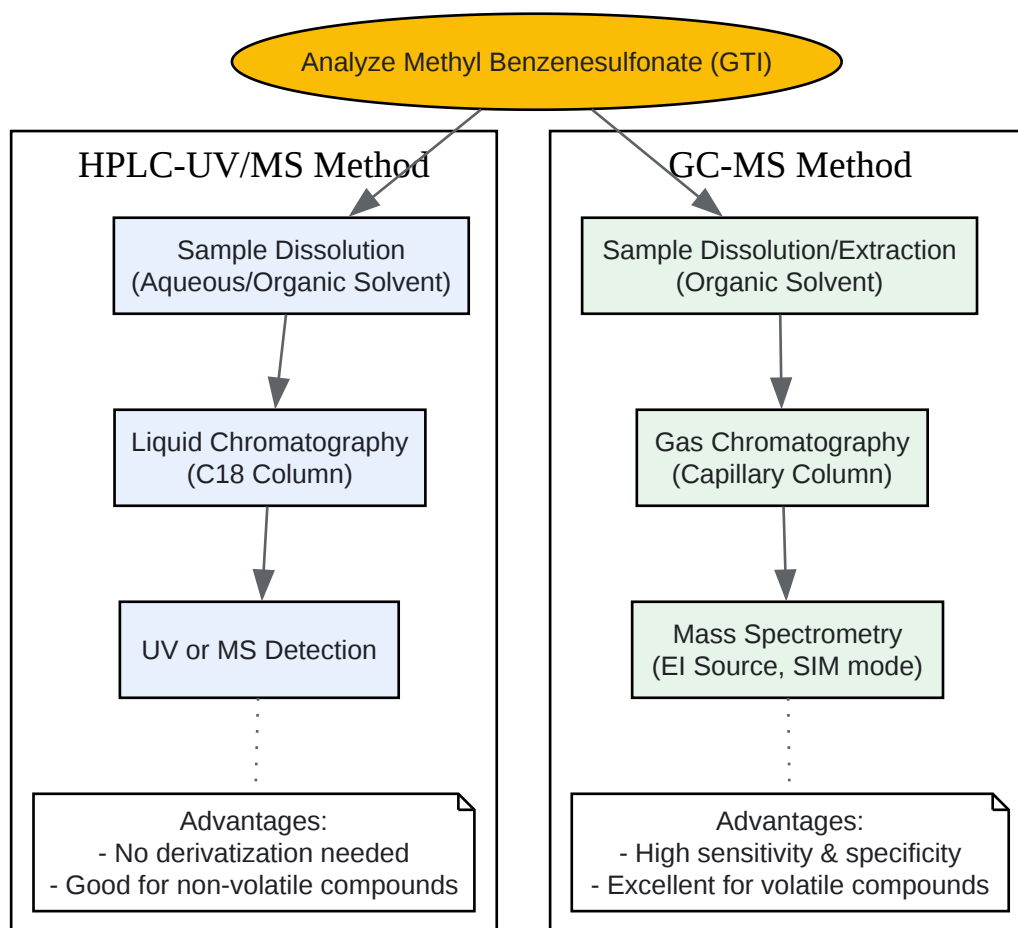 Analyze Methyl Benzenesulfonate (GTI)
HPLC-UV/MS Method
Sample Dissolution
(Aqueous/Organic Solvent)
Liquid Chromatography
(C18 Column)
UV or MS Detection
Advantages:
- No derivatization needed
- Good for non-volatile compounds
GC-MS Method
Sample Dissolution/Extraction
(Organic Solvent)
Gas Chromatography
(Capillary Column)
Mass Spectrometry
(EI Source, SIM mode)
Advantages:
- High sensitivity & specificity
- Excellent for volatile compounds